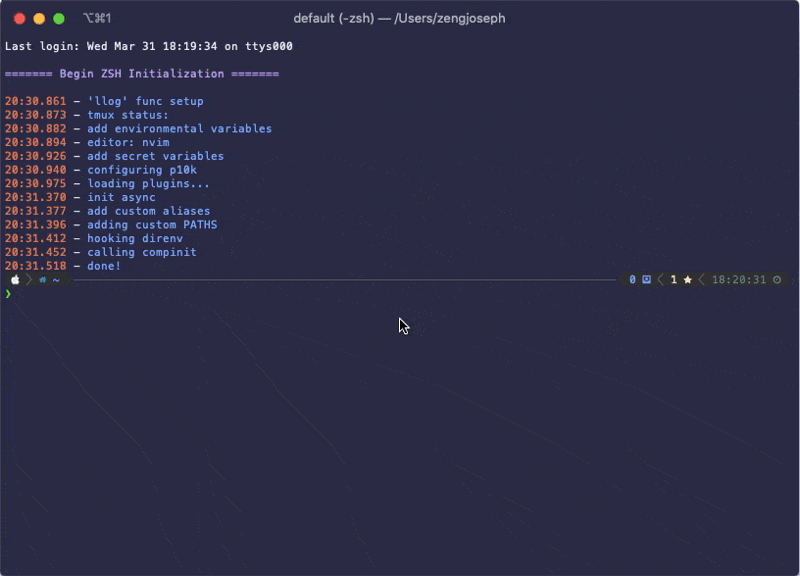 ⌥⌘1 default (-zsh) — /Users/zengjoseph
Last login: Wed Mar 31 18:19:34 on ttys000
======= Begin ZSH Initialization =======
20:30.861 – 'llog' func setup
20:30.873 – tmux status:
20:30.882 – add environmental variables
20:30.894 – editor: nvim
20:30.926 – add secret variables
20:30.940 – configuring p10k
20:30.975 – loading plugins...
20:31.370 – init async
20:31.377 – add custom aliases
20:31.396 – adding custom PATHS
20:31.412 – hooking direnv
20:31.452 – calling compinit
20:31.518 – done!
~ 0 1 ★ 18:20:31
❯